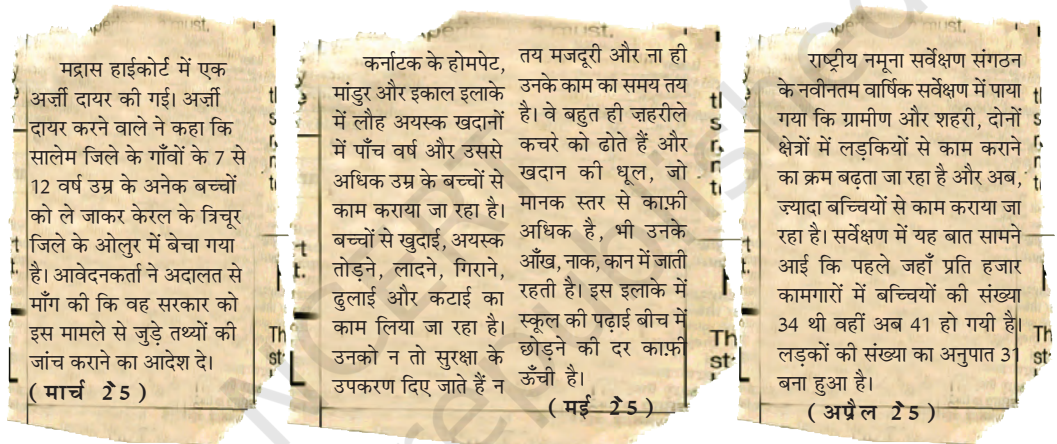 मद्रास हाईकोर्ट में एक
अर्जी दायर की गई। अर्जी
दायर करने वाले ने कहा कि
सालेम जिले के गाँवों के 7 से
12 वर्ष उम्र के अनेक बच्चों
को ले जाकर केरल के त्रिचूर
जिले के ओलुर में बेचा गया
है। आवेदनकर्ता ने अदालत से
माँग की कि वह सरकार को
इस मामले से जुड़े तथ्यों की
जांच कराने का आदेश दे।
( मार्च 2े5 )
कर्नाटक के होमपेट,
मांडुर और इकाल इलाके
में लौह अयस्क खदानों
में पाँच वर्ष और उससे
अधिक उम्र के बच्चों से
काम कराया जा रहा है।
बच्चों से खुदाई, अयस्क
तोड़ने, लादने, गिराने,
ढुलाई और कटाई का
काम लिया जा रहा है।
उनको न तो सुरक्षा के
उपकरण दिए जाते हैं न
तय मजदूरी और ना ही
उनके काम का समय तय
है। वे बहुत ही ज़हरीले
कचरे को ढोते हैं और
खदान की धूल, जो
मानक स्तर से काफ़ी
अधिक है, भी उनके
आँख, नाक, कान में जाती
रहती है। इस इलाके में
स्कूल की पढ़ाई बीच में
छोड़ने की दर काफ़ी
ऊँची है।
( मई 2े5 )
राष्ट्रीय नमूना सर्वेक्षण संगठन
के नवीनतम वार्षिक सर्वेक्षण में पाया
गया कि ग्रामीण और शहरी, दोनों
क्षेत्रों में लड़कियों से काम कराने
का क्रम बढ़ता जा रहा है और अब,
ज्यादा बच्चियों से काम कराया जा
रहा है। सर्वेक्षण में यह बात सामने
आई कि पहले जहाँ प्रति हजार
कामगारों में बच्चियों की संख्या
34 थी वहीं अब 41 हो गयी है।
लड़कों की संख्या का अनुपात 31
बना हुआ है।
( अप्रैल 2े5 )